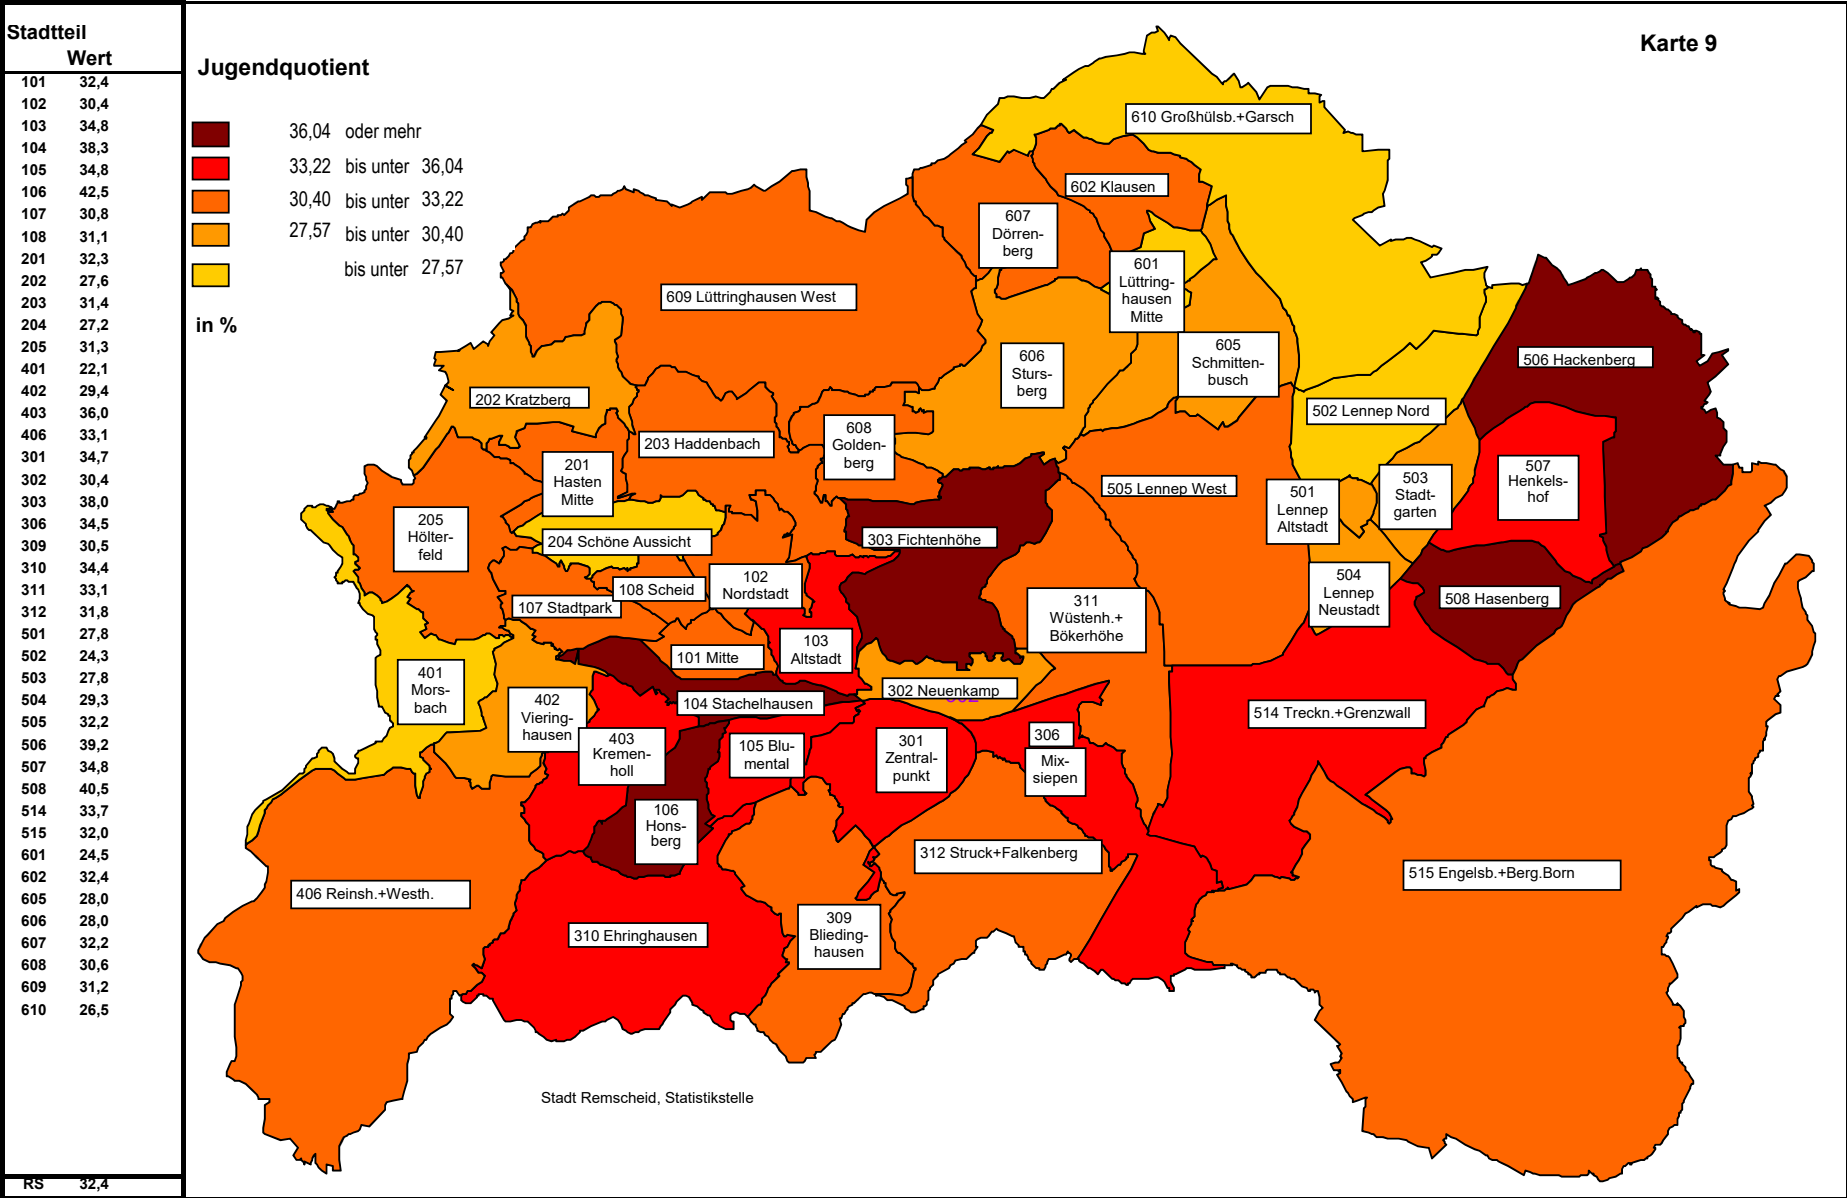 Stadtteil
Wert
101 32,4
102 30,4
103 34,8
104 38,3
105 34,8
106 42,5
107 30,8
108 31,1
201 32,3
202 27,6
203 31,4
204 27,2
205 31,3
401 22,1
402 29,4
403 36,0
406 33,1
301 34,7
302 30,4
303 38,0
306 34,5
309 30,5
310 34,4
311 33,1
312 31,8
501 27,8
502 24,3
503 27,8
504 29,3
505 32,2
506 39,2
507 34,8
508 40,5
514 33,7
515 32,0
601 24,5
602 32,4
605 28,0
606 28,0
607 32,2
608 30,6
609 31,2
610 26,5
RS 32,4
Jugendquotient
36,04 oder mehr
33,22 bis unter 36,04
30,40 bis unter 33,22
27,57 bis unter 30,40
bis unter 27,57
in %
Karte 9
610 Großhülsb.+Garsch
602 Klausen
607
Dörren-
berg
601
Lüttring-
hausen
Mitte
609 Lüttringhausen West
605
Schmitten-
busch
606
Sturs-
berg
506 Hackenberg
202 Kratzberg
502 Lennep Nord
203 Haddenbach
608
Golden-
berg
201
Hasten
Mitte
505 Lennep West
501
Lennep
Altstadt
503
Stadt-
garten
507
Henkels-
hof
205
Hölter-
feld
204 Schöne Aussicht
303 Fichtenhöhe
102
Nordstadt
108 Scheid
107 Stadtpark
504
Lennep
Neustadt
508 Hasenberg
311
Wüstenh.+
Bökerhöhe
103
Altstadt
101 Mitte
401
Mors-
bach
302 Neuenkamp
402
Viering-
hausen
104 Stachelhausen
514 Treckn.+Grenzwall
403
Kremen-
holl
105 Blu-
mental
301
Zentral-
punkt
306
Mix-
siepen
106
Hons-
berg
312 Struck+Falkenberg
515 Engelsb.+Berg.Born
406 Reinsh.+Westh.
310 Ehringhausen
309
Blieding-
hausen
Stadt Remscheid, Statistikstelle